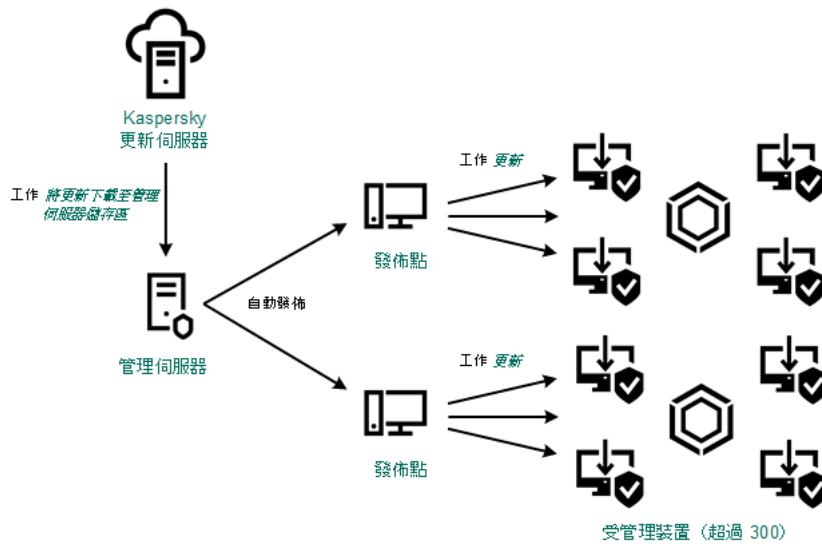 Kaspersky
更新伺服器
工作 將更新下載至管理
伺服器儲存區
管理伺服器
自動發佈
工作 更新
發佈點
工作 更新
發佈點
受管理裝置（超過 300）